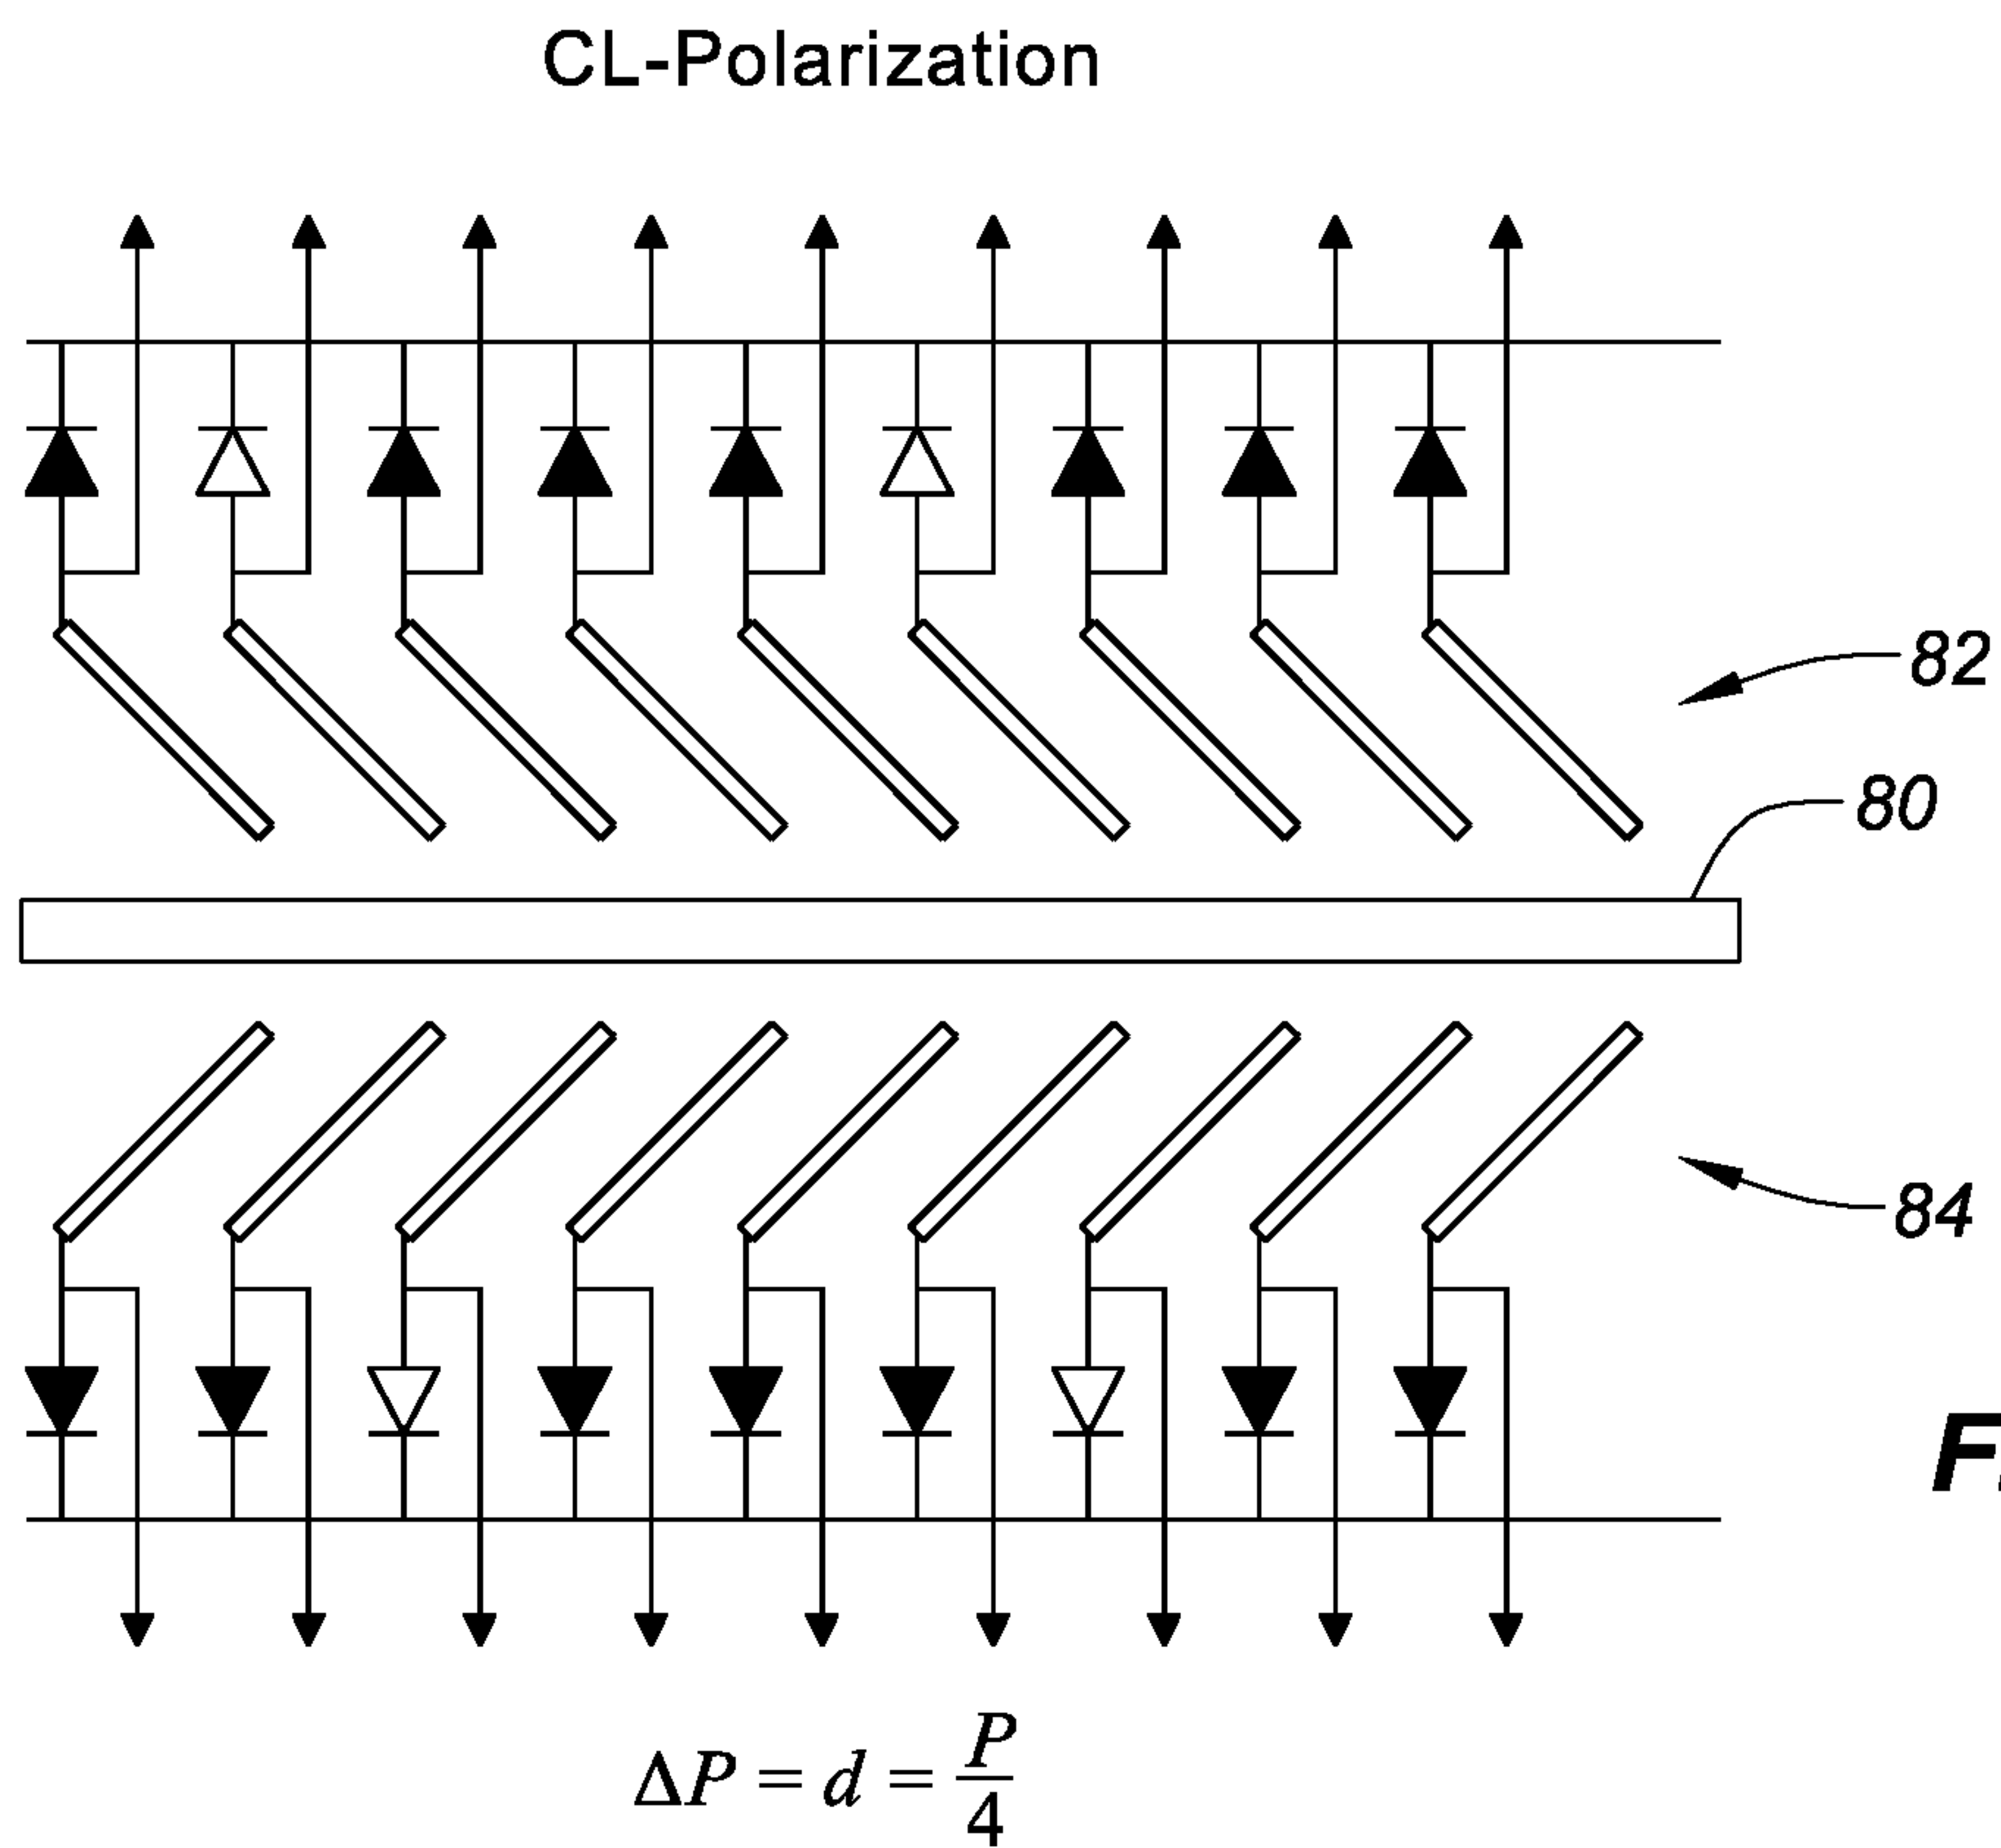 CL-Polarization
82
80
84
ΔP = d = P/4